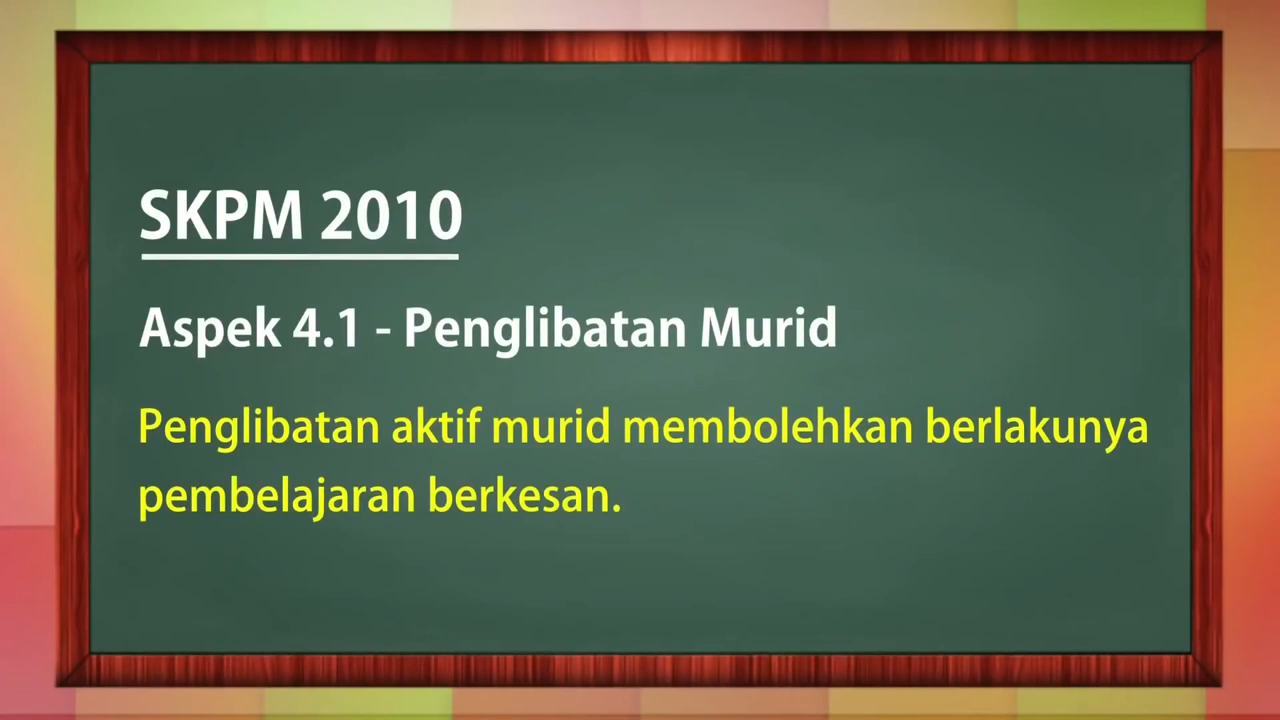 SKPM 2010
Aspek 4.1 - Penglibatan Murid
Penglibatan aktif murid membolehkan berlakunya
pembelajaran berkesan.